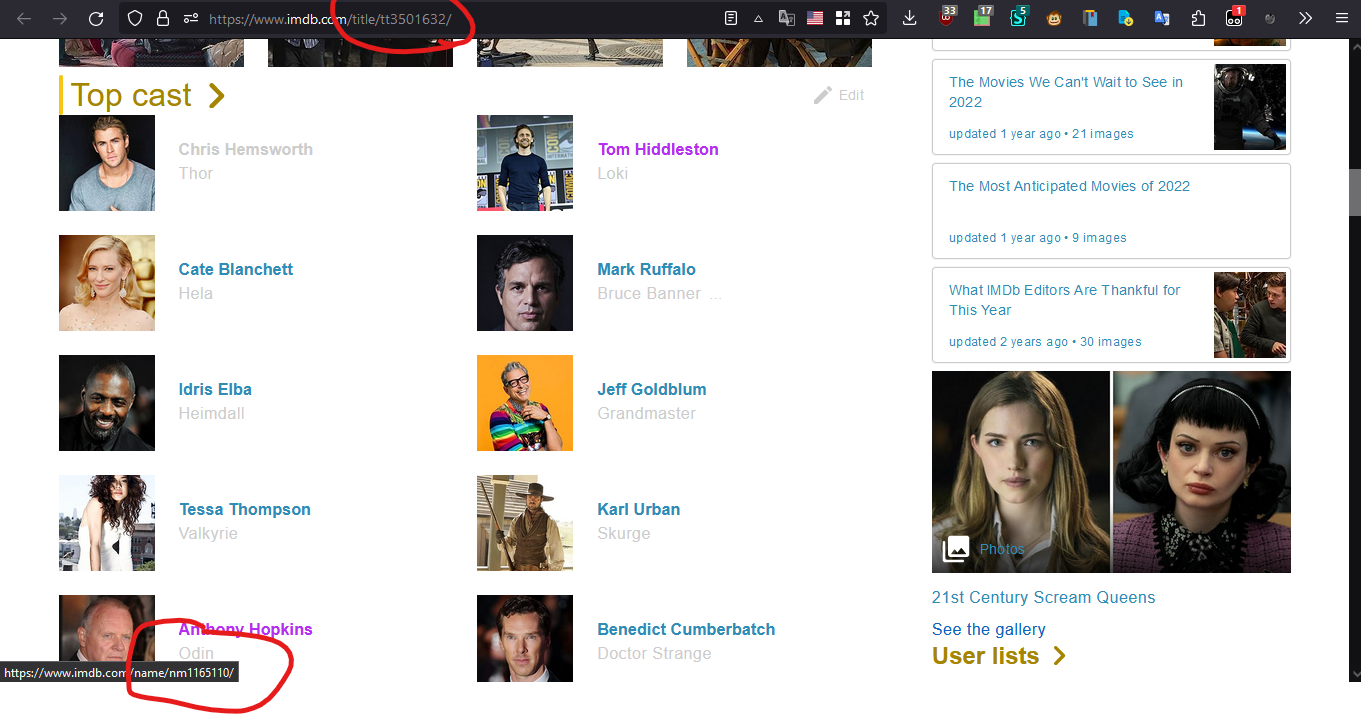 https://www.imdb.com/title/tt3501632/
33
17
5
1
Top cast
Edit
Chris Hemsworth
Thor
Tom Hiddleston
Loki
Cate Blanchett
Hela
Mark Ruffalo
Bruce Banner ...
Idris Elba
Heimdall
Jeff Goldblum
Grandmaster
Tessa Thompson
Valkyrie
Karl Urban
Skurge
Anthony Hopkins
Odin
Benedict Cumberbatch
Doctor Strange
https://www.imdb.com/name/nm1165110/
The Movies We Can't Wait to See in
2022
updated 1 year ago • 21 images
The Most Anticipated Movies of 2022
updated 1 year ago • 9 images
What IMDb Editors Are Thankful for
This Year
updated 2 years ago • 30 images
Photos
21st Century Scream Queens
See the gallery
User lists